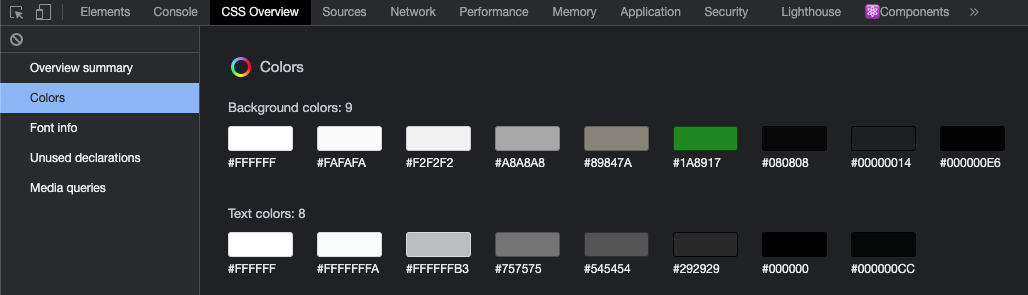 Elements Console CSS Overview Sources Network Performance Memory Application Security Lighthouse Components »
Overview summary
Colors
Font info
Unused declarations
Media queries
Colors
Background colors: 9
#FFFFFF #FAFAFA #F2F2F2 #A8A8A8 #89847A #1A8917 #080808 #00000014 #000000E6
Text colors: 8
#FFFFFF #FFFFFFFA #FFFFFFB3 #757575 #545454 #292929 #000000 #000000CC